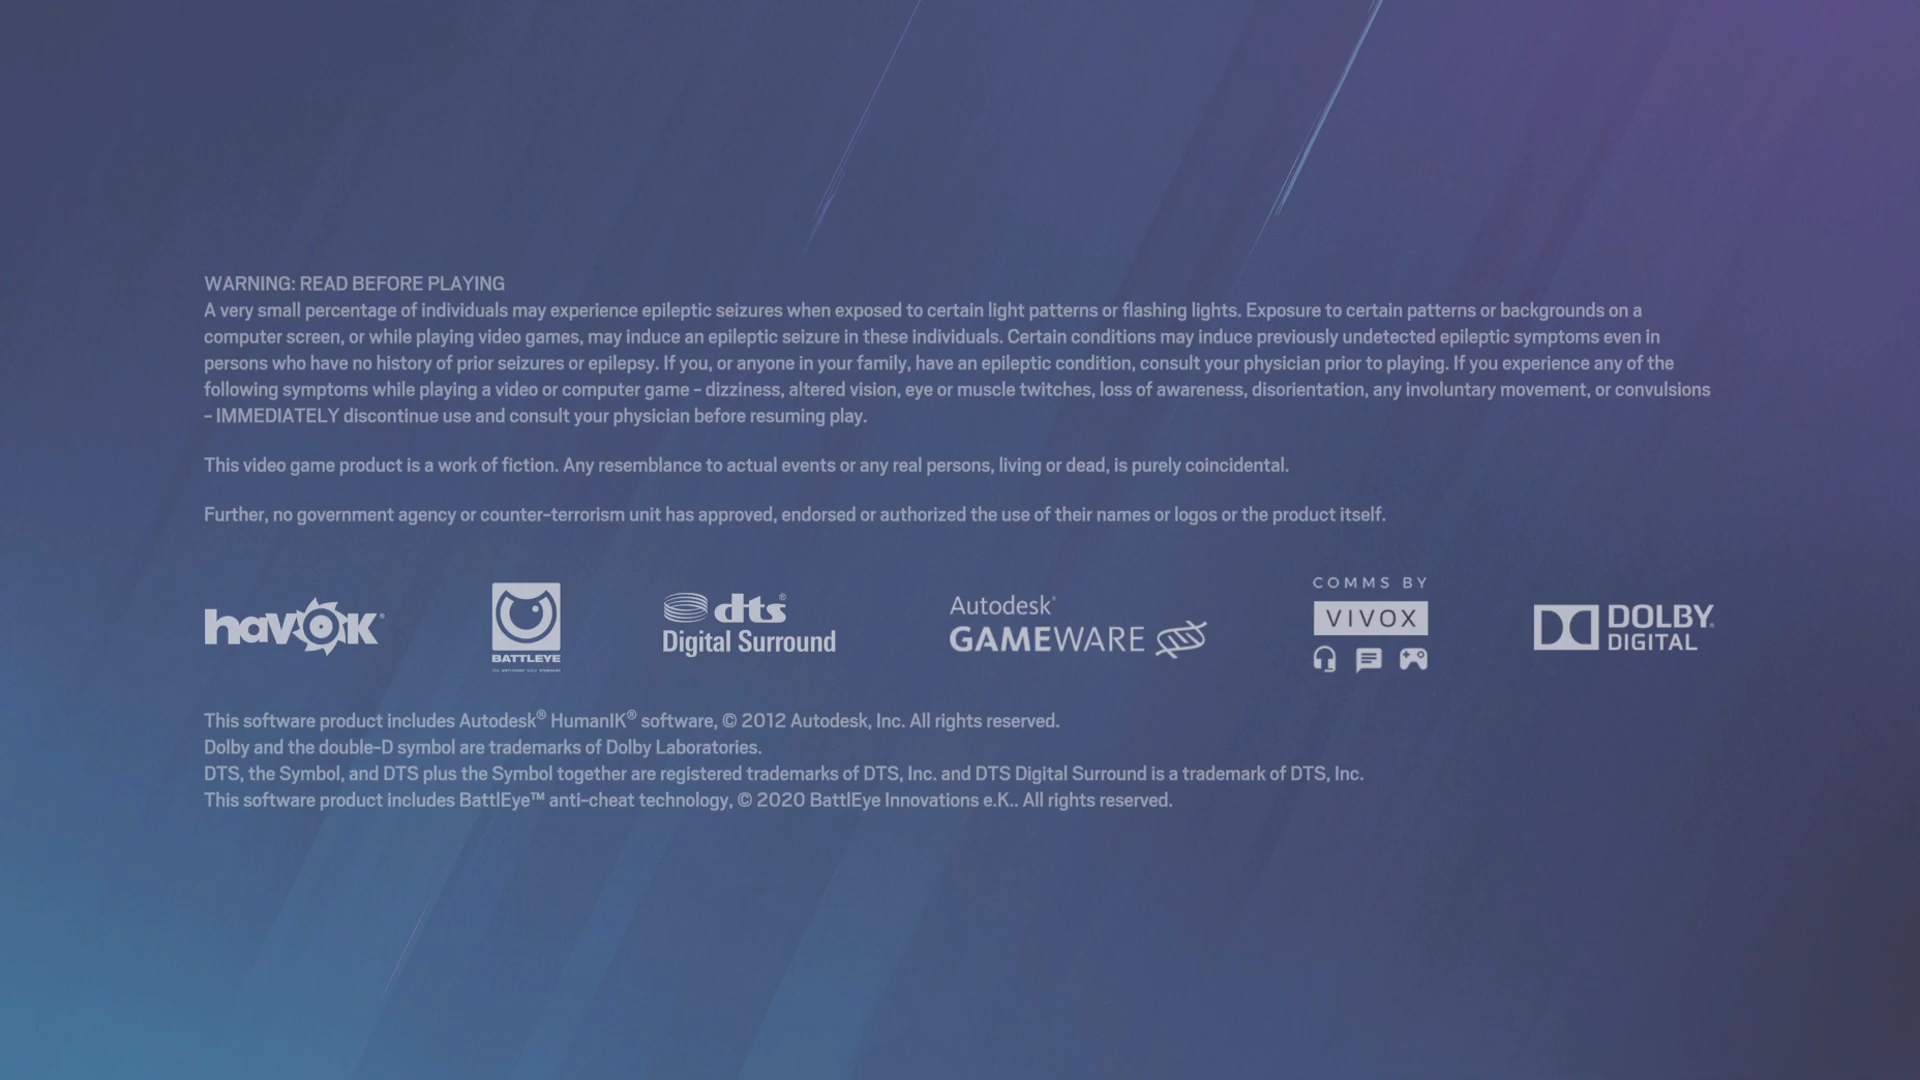 WARNING: READ BEFORE PLAYING
A very small percentage of individuals may experience epileptic seizures when exposed to certain light patterns or flashing lights. Exposure to certain patterns or backgrounds on a
computer screen, or while playing video games, may induce an epileptic seizure in these individuals. Certain conditions may induce previously undetected epileptic symptoms even in
persons who have no history of prior seizures or epilepsy. If you, or anyone in your family, have an epileptic condition, consult your physician prior to playing. If you experience any of the
following symptoms while playing a video or computer game - dizziness, altered vision, eye or muscle twitches, loss of awareness, disorientation, any involuntary movement, or convulsions
- IMMEDIATELY discontinue use and consult your physician before resuming play.
This video game product is a work of fiction. Any resemblance to actual events or any real persons, living or dead, is purely coincidental.
Further, no government agency or counter-terrorism unit has approved, endorsed or authorized the use of their names or logos or the product itself.
havok®
BATTLEYE
dts®
Digital Surround
Autodesk®
GAMEWARE
COMMS BY
VIVOX
DOLBY®
DIGITAL
This software product includes Autodesk® HumanIK® software, © 2012 Autodesk, Inc. All rights reserved.
Dolby and the double-D symbol are trademarks of Dolby Laboratories.
DTS, the Symbol, and DTS plus the Symbol together are registered trademarks of DTS, Inc. and DTS Digital Surround is a trademark of DTS, Inc.
This software product includes BattlEye™ anti-cheat technology, © 2020 BattlEye Innovations e.K.. All rights reserved.